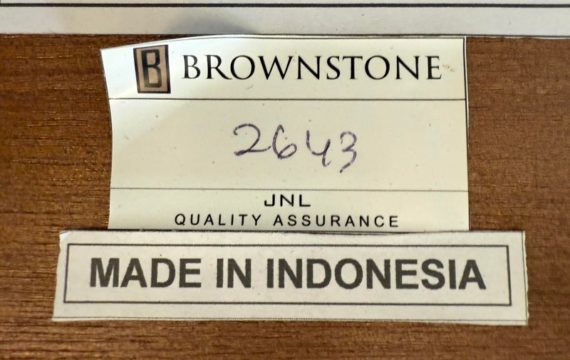 B BROWNSTONE
2643
JNL
QUALITY ASSURANCE
MADE IN INDONESIA